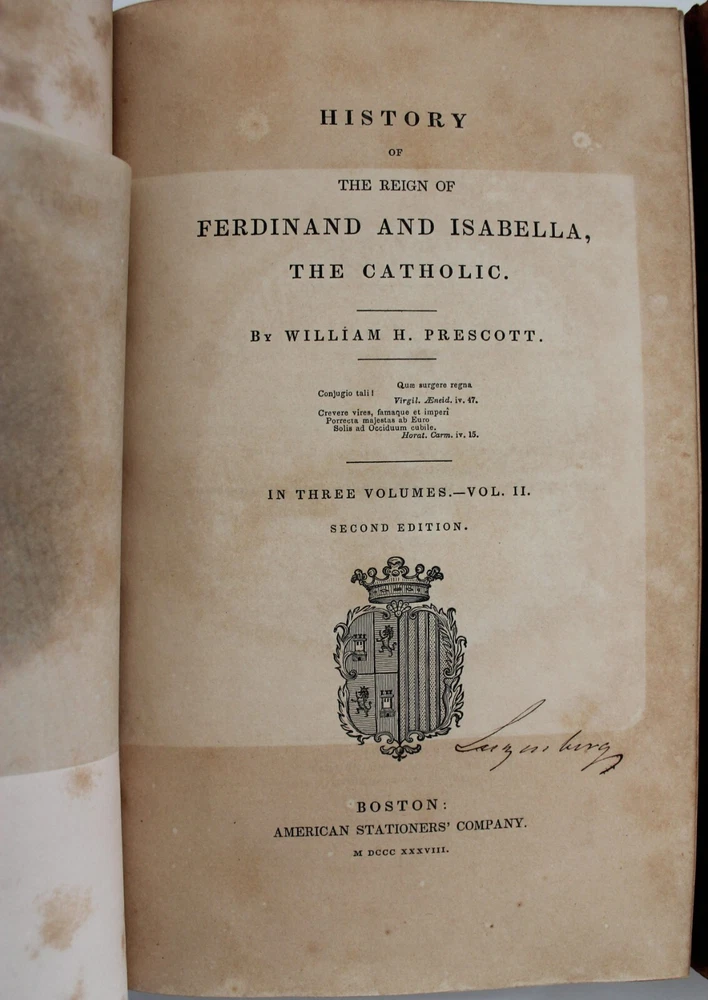 HISTORY
OF
THE REIGN OF
FERDINAND AND ISABELLA,
THE CATHOLIC.
By WILLIAM H. PRESCOTT.
Quæ surgere regna
Conjugio tali!
Virgil. Æneid. iv. 47.
Crevere vires, famaque et imperî
Porrecta majestas ab Euro
Solis ad Occiduum cubile.
Horat. Carm. iv. 15.
IN THREE VOLUMES.—VOL. II.
SECOND EDITION.
Luzenberg
BOSTON:
AMERICAN STATIONERS' COMPANY.
M DCCC XXXVIII.